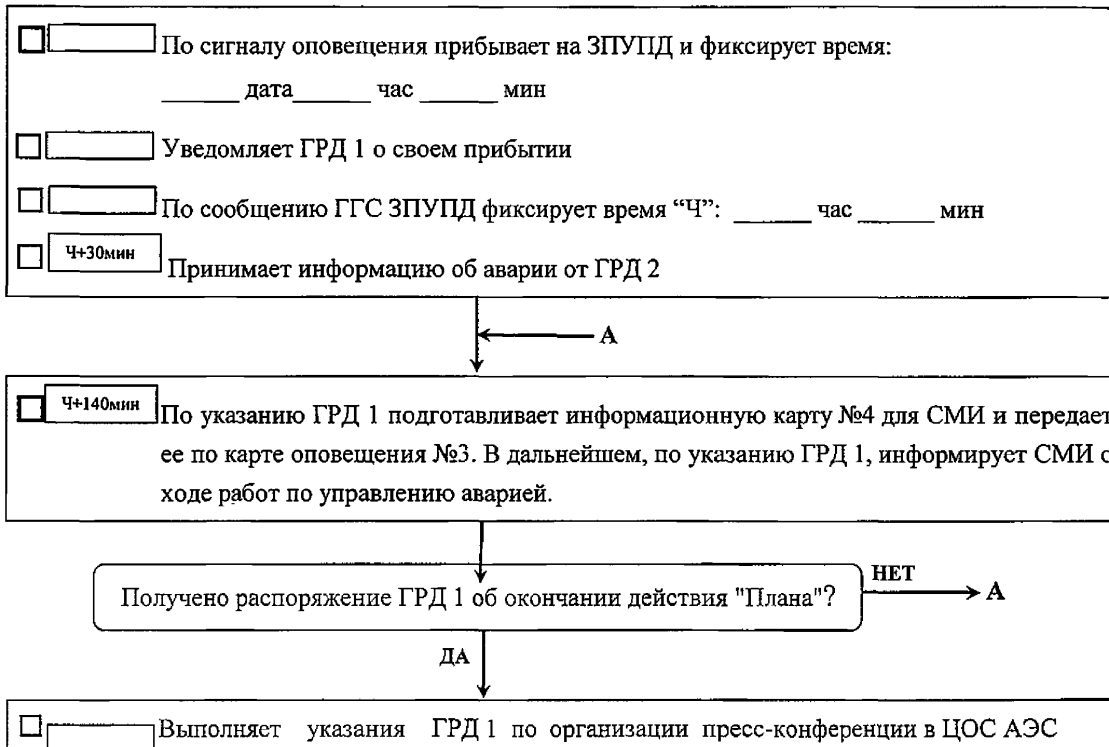 По сигналу оповещения прибывает на ЗПУПД и фиксирует время:
______ дата______ час ______ мин
Уведомляет ГРД 1 о своем прибытии
По сообщению ГГС ЗПУПД фиксирует время “Ч”: ______ час ______ мин
Ч+30мин Принимает информацию об аварии от ГРД 2
А
Ч+140мин По указанию ГРД 1 подготавливает информационную карту №4 для СМИ и передает
ее по карте оповещения №3. В дальнейшем, по указанию ГРД 1, информирует СМИ о
ходе работ по управлению аварией.
Получено распоряжение ГРД 1 об окончании действия "Плана"?
НЕТ
А
ДА
Выполняет указания ГРД 1 по организации пресс-конференции в ЦОС АЭС